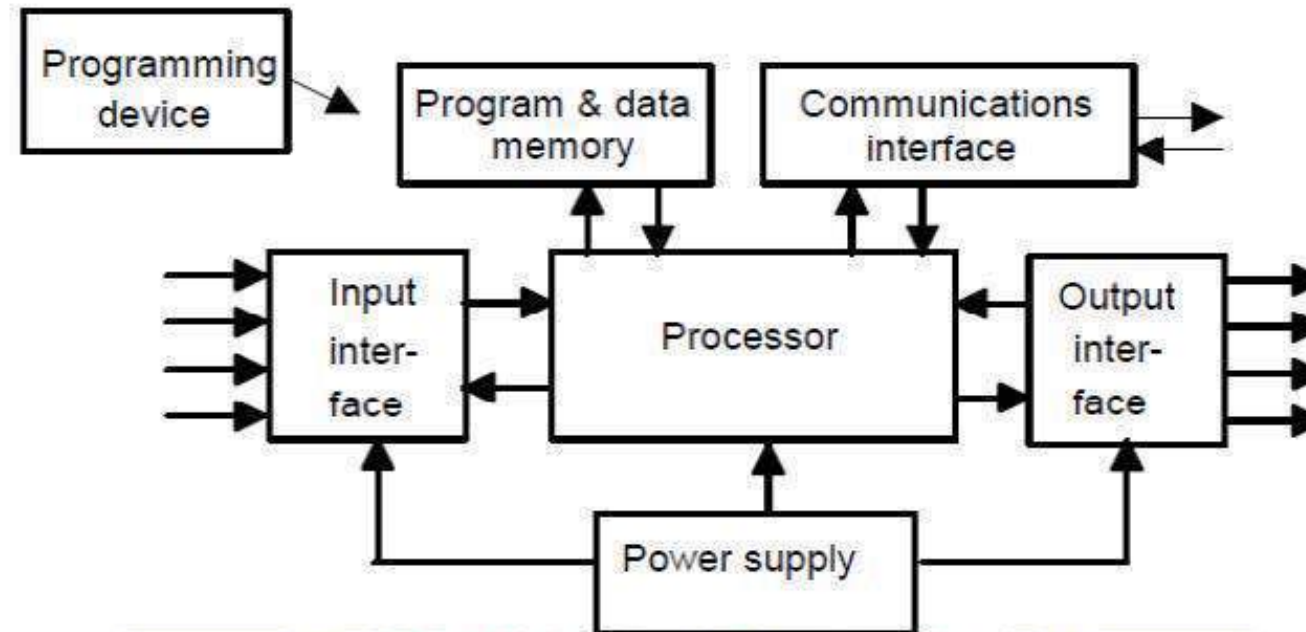 Programming
device
Program & data
memory
Communications
interface
Input
inter-
face
Processor
Output
inter-
face
Power supply